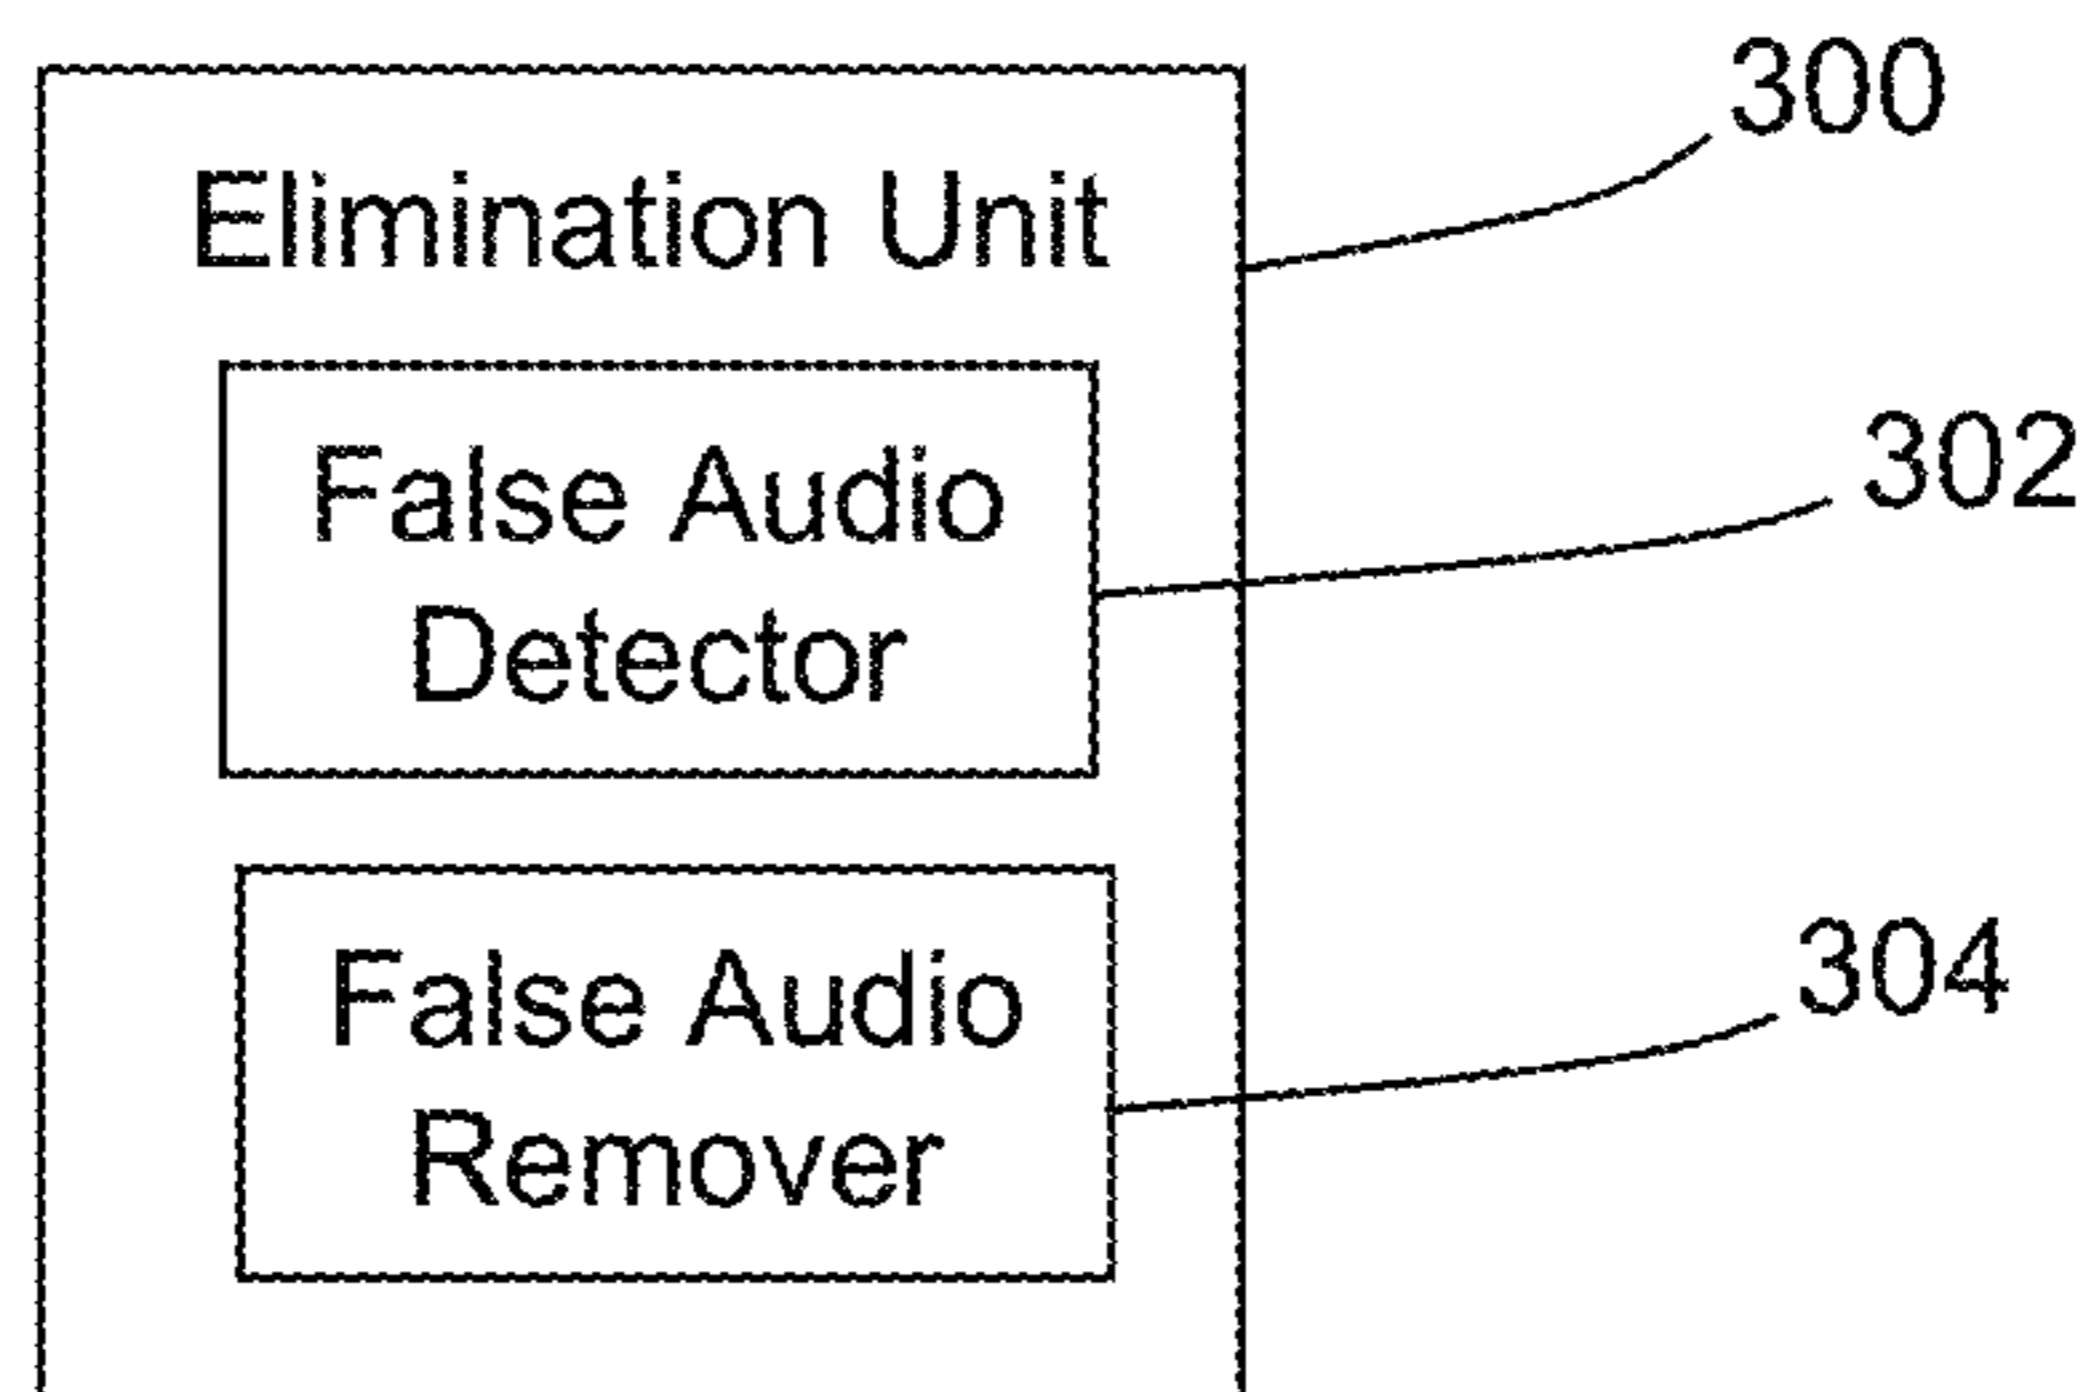 300
Elimination Unit
302
False Audio
Detector
304
False Audio
Remover